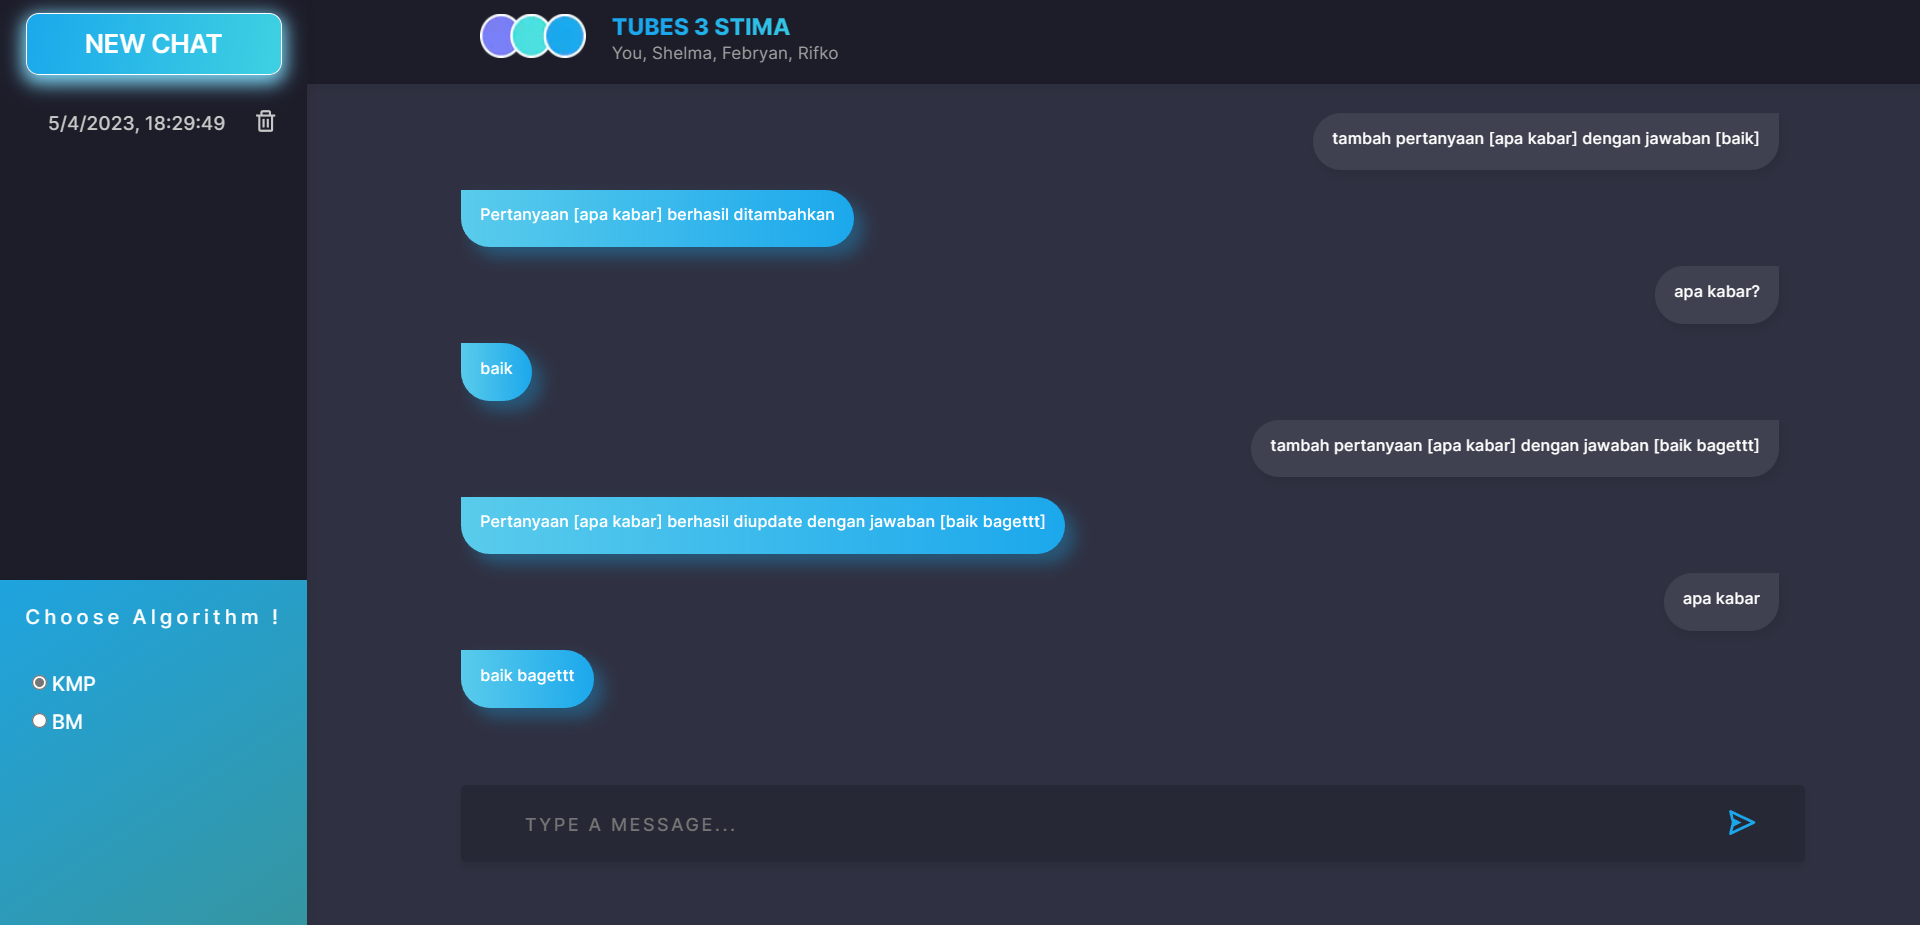 NEW CHAT
5/4/2023, 18:29:49
Choose Algorithm !
KMP
BM
TUBES 3 STIMA
You, Shelma, Febryan, Rifko
tambah pertanyaan [apa kabar] dengan jawaban [baik]
Pertanyaan [apa kabar] berhasil ditambahkan
apa kabar?
baik
tambah pertanyaan [apa kabar] dengan jawaban [baik bagettt]
Pertanyaan [apa kabar] berhasil diupdate dengan jawaban [baik bagettt]
apa kabar
baik bagettt
TYPE A MESSAGE...